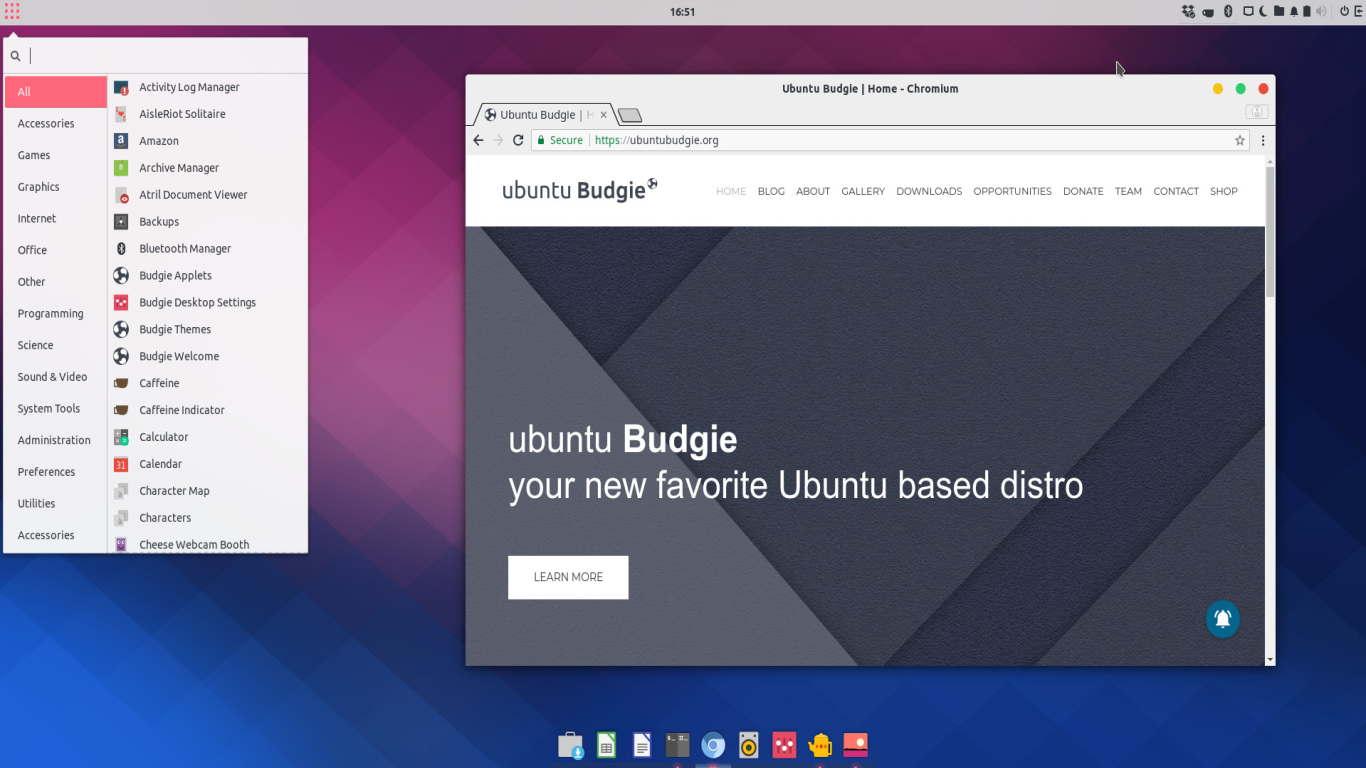 16:51
All
Accessories
Games
Graphics
Internet
Office
Other
Programming
Science
Sound & Video
System Tools
Administration
Preferences
Utilities
Accessories
Activity Log Manager
AisleRiot Solitaire
Amazon
Archive Manager
Atril Document Viewer
Backups
Bluetooth Manager
Budgie Applets
Budgie Desktop Settings
Budgie Themes
Budgie Welcome
Caffeine
Caffeine Indicator
Calculator
Calendar
Character Map
Characters
Cheese Webcam Booth
Ubuntu Budgie | Home - Chromium
Ubuntu Budgie | H
Secure https://ubuntubudgie.org
ubuntu Budgie
HOME BLOG ABOUT GALLERY DOWNLOADS OPPORTUNITIES DONATE TEAM CONTACT SHOP
ubuntu Budgie
your new favorite Ubuntu based distro
LEARN MORE